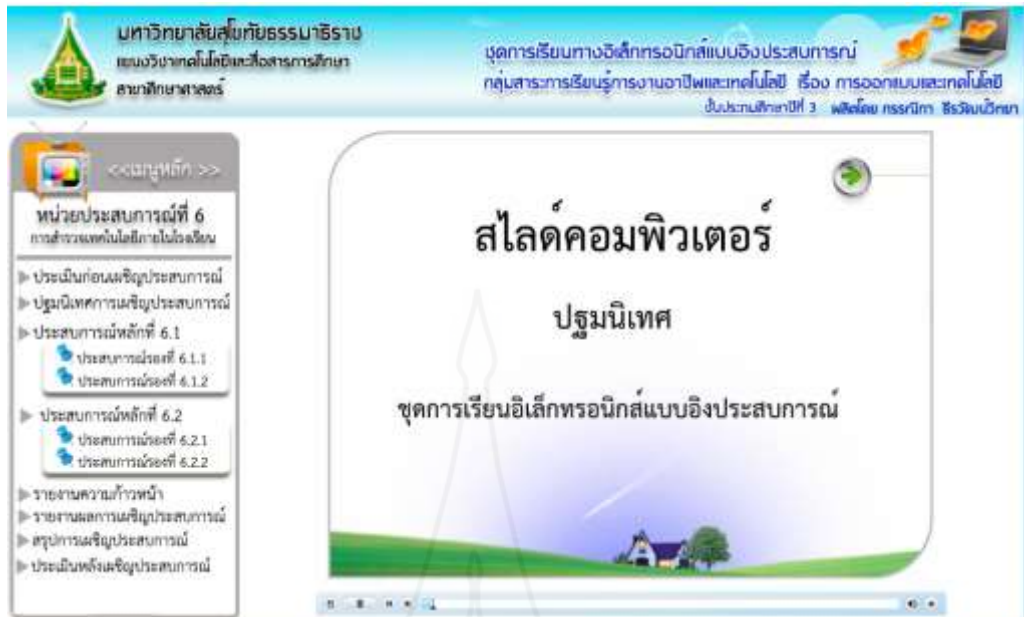 มหาวิทยาลัยสุโขทัยธรรมาธิราช
แขนงวิชาเทคโนโลยีและสื่อสารการศึกษา
สาขาศึกษาศาสตร์
ชุดการเรียนทางอิเล็กทรอนิกส์แบบอิงประสบการณ์
กลุ่มสาระการเรียนรู้การงานอาชีพและเทคโนโลยี เรื่อง การออกแบบและเทคโนโลยี
ชั้นประถมศึกษาปีที่ 3 ผลิตโดย กรรณิกา ธีรวัฒนวิทยา
<<เมนูหลัก >>
หน่วยประสบการณ์ที่ 6
การสำรวจเทคโนโลยีภายในโรงเรียน
ประเมินก่อนเผชิญประสบการณ์
ปฐมนิเทศการเผชิญประสบการณ์
ประสบการณ์หลักที่ 6.1
ประสบการณ์รองที่ 6.1.1
ประสบการณ์รองที่ 6.1.2
ประสบการณ์หลักที่ 6.2
ประสบการณ์รองที่ 6.2.1
ประสบการณ์รองที่ 6.2.2
รายงานความก้าวหน้า
รายงานผลการเผชิญประสบการณ์
สรุปการเผชิญประสบการณ์
ประเมินหลังเผชิญประสบการณ์
สไลด์คอมพิวเตอร์
ปฐมนิเทศ
ชุดการเรียนอิเล็กทรอนิกส์แบบอิงประสบการณ์